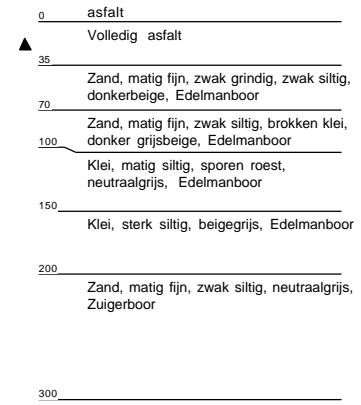 0 asfalt
Volledig asfalt
35
Zand, matig fijn, zwak grindig, zwak siltig,
donkerbeige, Edelmanboor
70
Zand, matig fijn, zwak siltig, brokken klei,
donker grijsbeige, Edelmanboor
100
Klei, matig siltig, sporen roest,
neutraalgrijs, Edelmanboor
150
Klei, sterk siltig, beigegrijs, Edelmanboor
200
Zand, matig fijn, zwak siltig, neutraalgrijs,
Zuigerboor
300